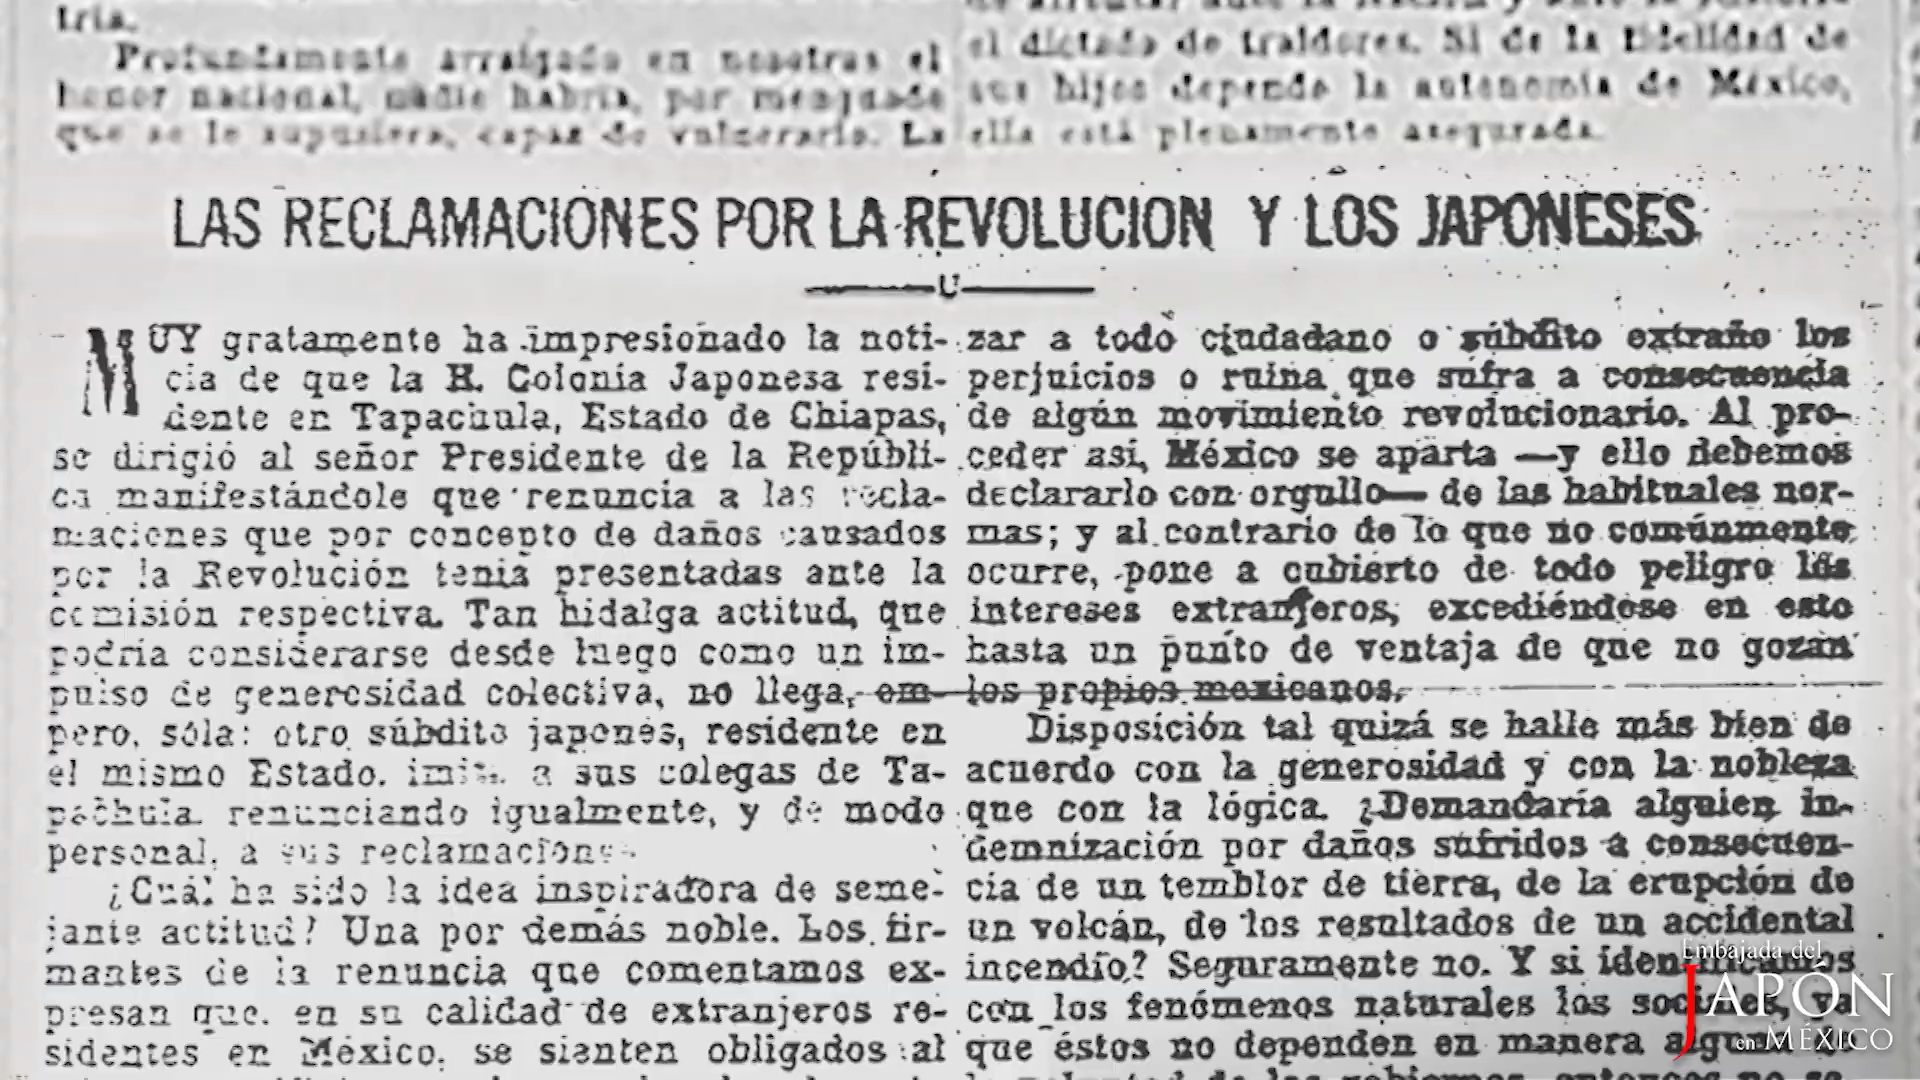 tria.
Profundamente arraigado en nosotros el
honor nacional, nadie habría, por menguado
que se le supusiera, capaz de vulnerarlo. La
el dictado de traidores. Si de la fidelidad de
sus hijos depende la autonomía de México,
ella está plenamente asegurada.
LAS RECLAMACIONES POR LA REVOLUCION Y LOS JAPONESES
MUY gratamente ha impresionado la noti-
cia de que la H. Colonia Japonesa resi-
dente en Tapachula, Estado de Chiapas,
se dirigió al señor Presidente de la Repúbli-
ca manifestándole que renuncia a las recla-
maciones que por concepto de daños causados
por la Revolución tenía presentadas ante la
comisión respectiva. Tan hidalga actitud, que
podría considerarse desde luego como un im-
pulso de generosidad colectiva, no llega, em-
pero, sóla: otro súbdito japonés, residente en
el mismo Estado, imita a sus colegas de Ta-
pachula, renunciando igualmente, y de modo
personal, a sus reclamaciones
¿Cuál ha sido la idea inspiradora de seme-
jante actitud? Una por demás noble. Los fir-
mantes de la renuncia que comentamos ex-
presan que, en su calidad de extranjeros re-
sidentes en México, se sienten obligados al
zar a todo ciudadano o súbdito extraño los
perjuicios o ruina que sufra a consecuencia
de algún movimiento revolucionario. Al pro-
ceder así, México se aparta —y ello debemos
declararlo con orgullo— de las habituales nor-
mas; y al contrario de lo que no comúnmente
ocurre, pone a cubierto de todo peligro los
intereses extranjeros, excediéndose en esto
hasta un punto de ventaja de que no gozan
los propios mexicanos.
Disposición tal quizá se halle más bien de
acuerdo con la generosidad y con la nobleza
que con la lógica. ¿Demandaría alguien in-
demnización por daños sufridos a consecuen-
cia de un temblor de tierra, de la erupción de
un volcán, de los resultados de un accidental
incendio? Seguramente no. Y si identificamos
con los fenómenos naturales los sociales, ya
que éstos no dependen en manera alguna
Embajada del
JAPÓN
en MÉXICO